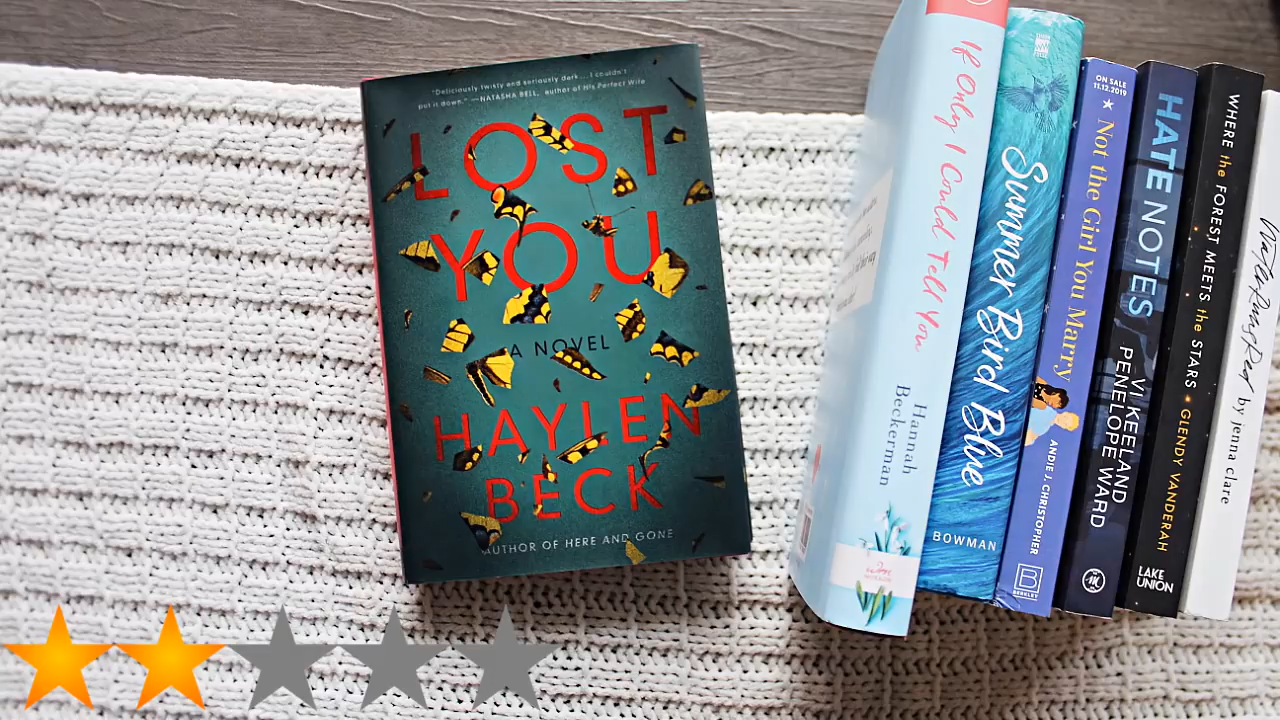 "Deliciously twisty and seriously dark...I couldn't
put it down." —NATASHA BELL, author of His Perfect Wife
LOST
YOU
A NOVEL
HAYLEN
BECK
AUTHOR OF HERE AND GONE
If Only I Could Tell You
Hannah
Beckerman
Summer Bird Blue
BOWMAN
ON SALE
11.12.2019
Not the Girl You Marry
ANDIE J. CHRISTOPHER
B
BERKLEY
HATE NOTES
VI KEELAND
PENELOPE WARD
WHERE the FOREST MEETS the STARS
GLENDY VANDERAH
LAKE
UNION
by jenna clare